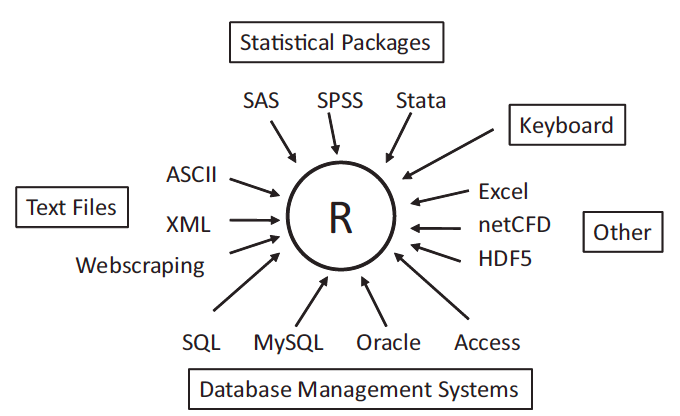 Statistical Packages
SAS SPSS Stata
Keyboard
ASCII
Excel
Text Files
XML
R
netCFD
Other
Webscraping
HDF5
SQL MySQL Oracle Access
Database Management Systems